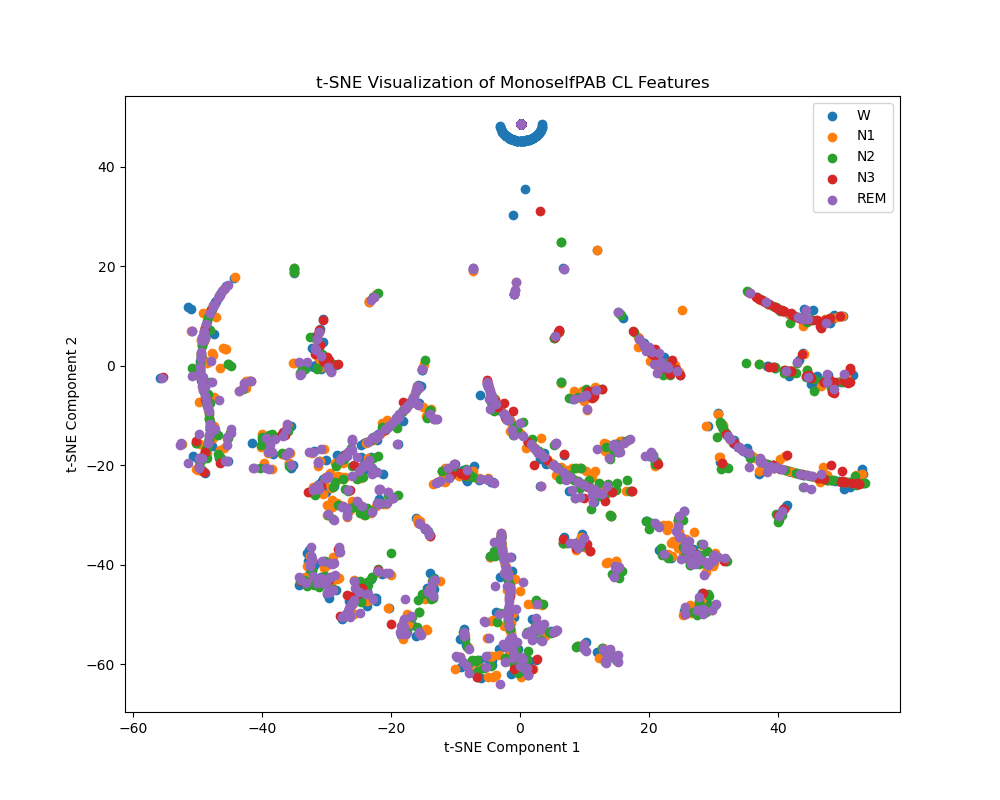 t-SNE Visualization of MonoselfPAB CL Features
W
N1
N2
N3
REM
40
20
0
−20
−40
−60
t-SNE Component 2
−60 −40 −20 0 20 40
t-SNE Component 1